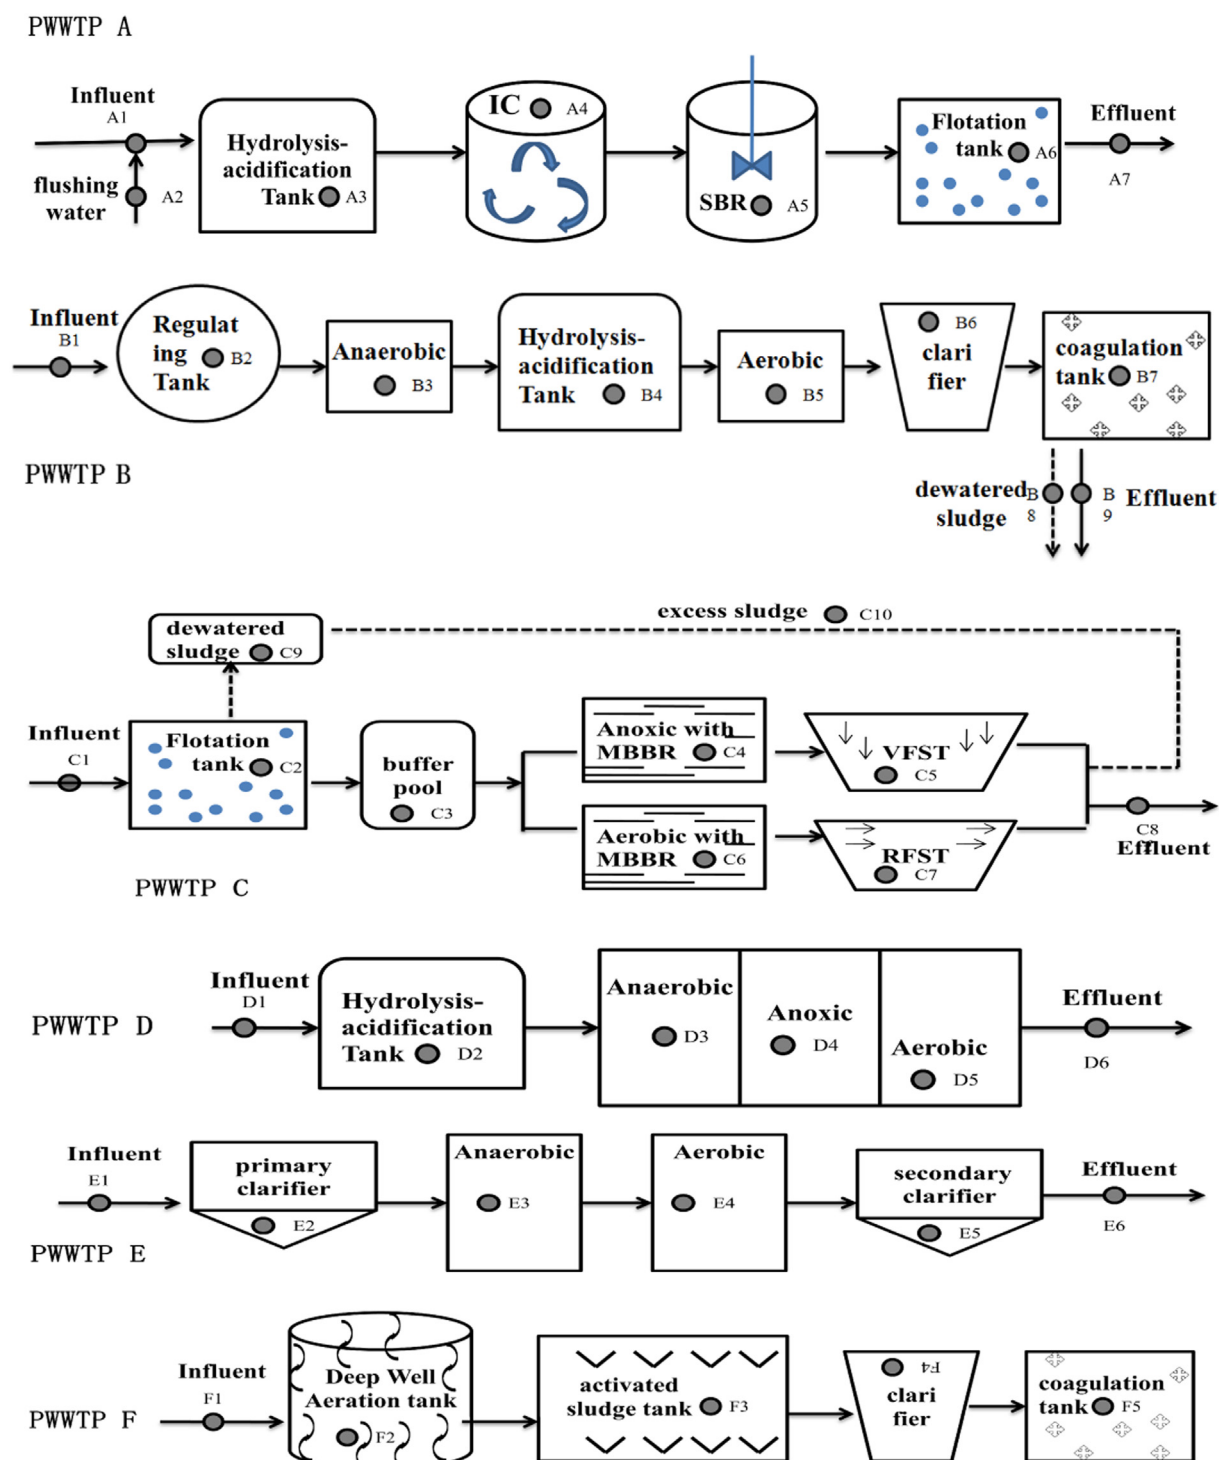 PWWTP A
Influent
A1
flushing
water
A2
Hydrolysis-
acidification
Tank A3
IC A4
SBR A5
Flotation
tank A6
Effluent
A7
Influent
B1
Regulat
ing B2
Tank
Anaerobic
B3
Hydrolysis-
acidification
Tank B4
Aerobic
B5
B6
clari
fier
coagulation
tank B7
PWWTP B
dewatered
sludge
B
8
B
9
Effluent
excess sludge C10
dewatered
sludge C9
Influent
C1
Flotation
tank C2
buffer
pool
C3
Anoxic with
MBBR C4
VFST
C5
Aerobic with
MBBR C6
RFST
C7
C8
Effluent
PWWTP C
PWWTP D
Influent
D1
Hydrolysis-
acidification
Tank D2
Anaerobic
D3
Anoxic
D4
Aerobic
D5
Effluent
D6
Influent
E1
primary
clarifier
E2
Anaerobic
E3
Aerobic
E4
secondary
clarifier
E5
Effluent
E6
PWWTP E
PWWTP F
Influent
F1
Deep Well
Aeration tank
F2
activated
sludge tank F3
F4
clari
fier
coagulation
tank F5